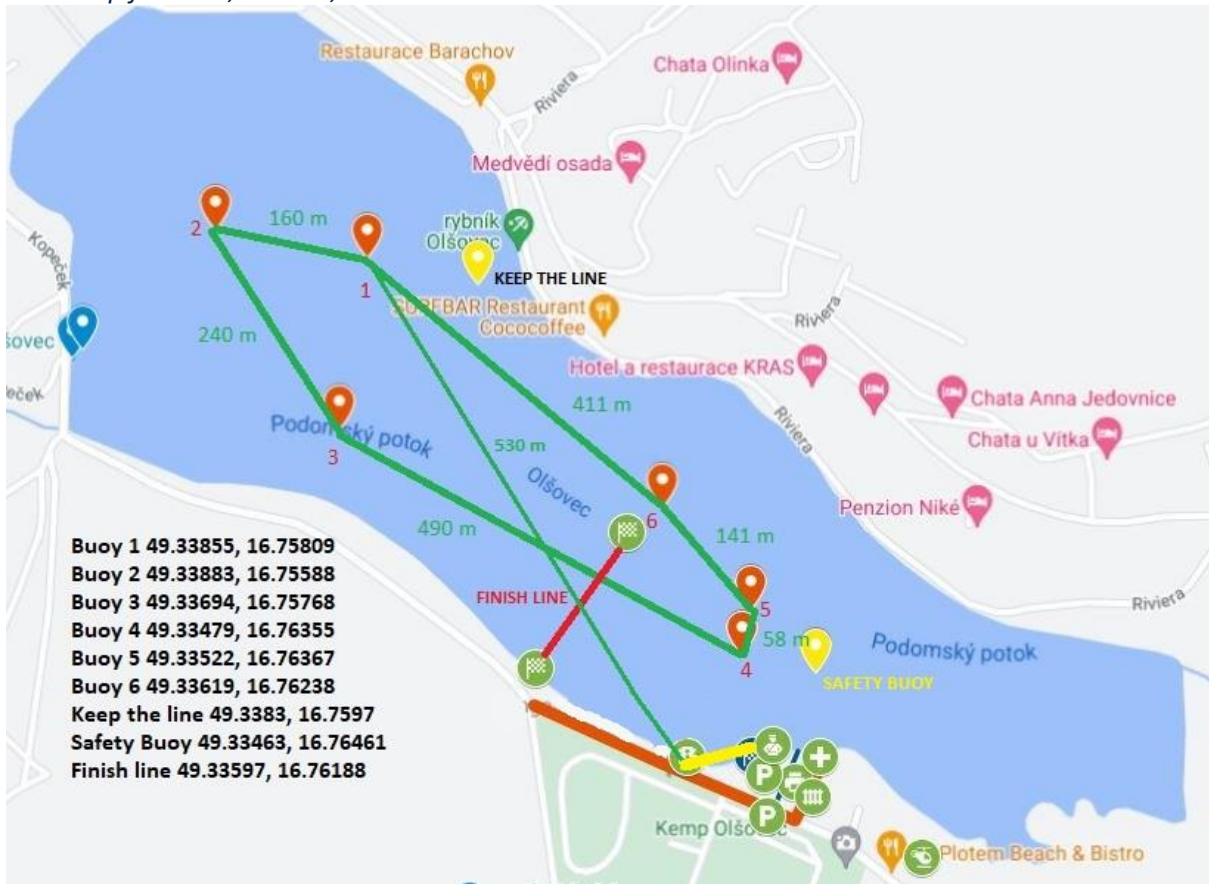 Restaurace Barachov
Chata Olinka
Riviera
Medvědí osada
2
160 m
rybník
Olšovec
1
KEEP THE LINE
Kopeček
SURFBAR Restaurant
Cococoffee
Riviera
240 m
Hotel a restaurace KRAS
411 m
Chata Anna Jedovnice
Podomský potok
3
530 m
Riviera
Chata u Vítka
Olšovec
6
Penzion Niké
490 m
141 m
Buoy 1 49.33855, 16.75809
Buoy 2 49.33883, 16.75588
Buoy 3 49.33694, 16.75768
Buoy 4 49.33479, 16.76355
Buoy 5 49.33522, 16.76367
Buoy 6 49.33619, 16.76238
Keep the line 49.3383, 16.7597
Safety Buoy 49.33463, 16.76461
Finish line 49.33597, 16.76188
FINISH LINE
5
58 m
4
Riviera
Podomský potok
SAFETY BUOY
P
P
Kemp Olšovec
Plotem Beach & Bistro